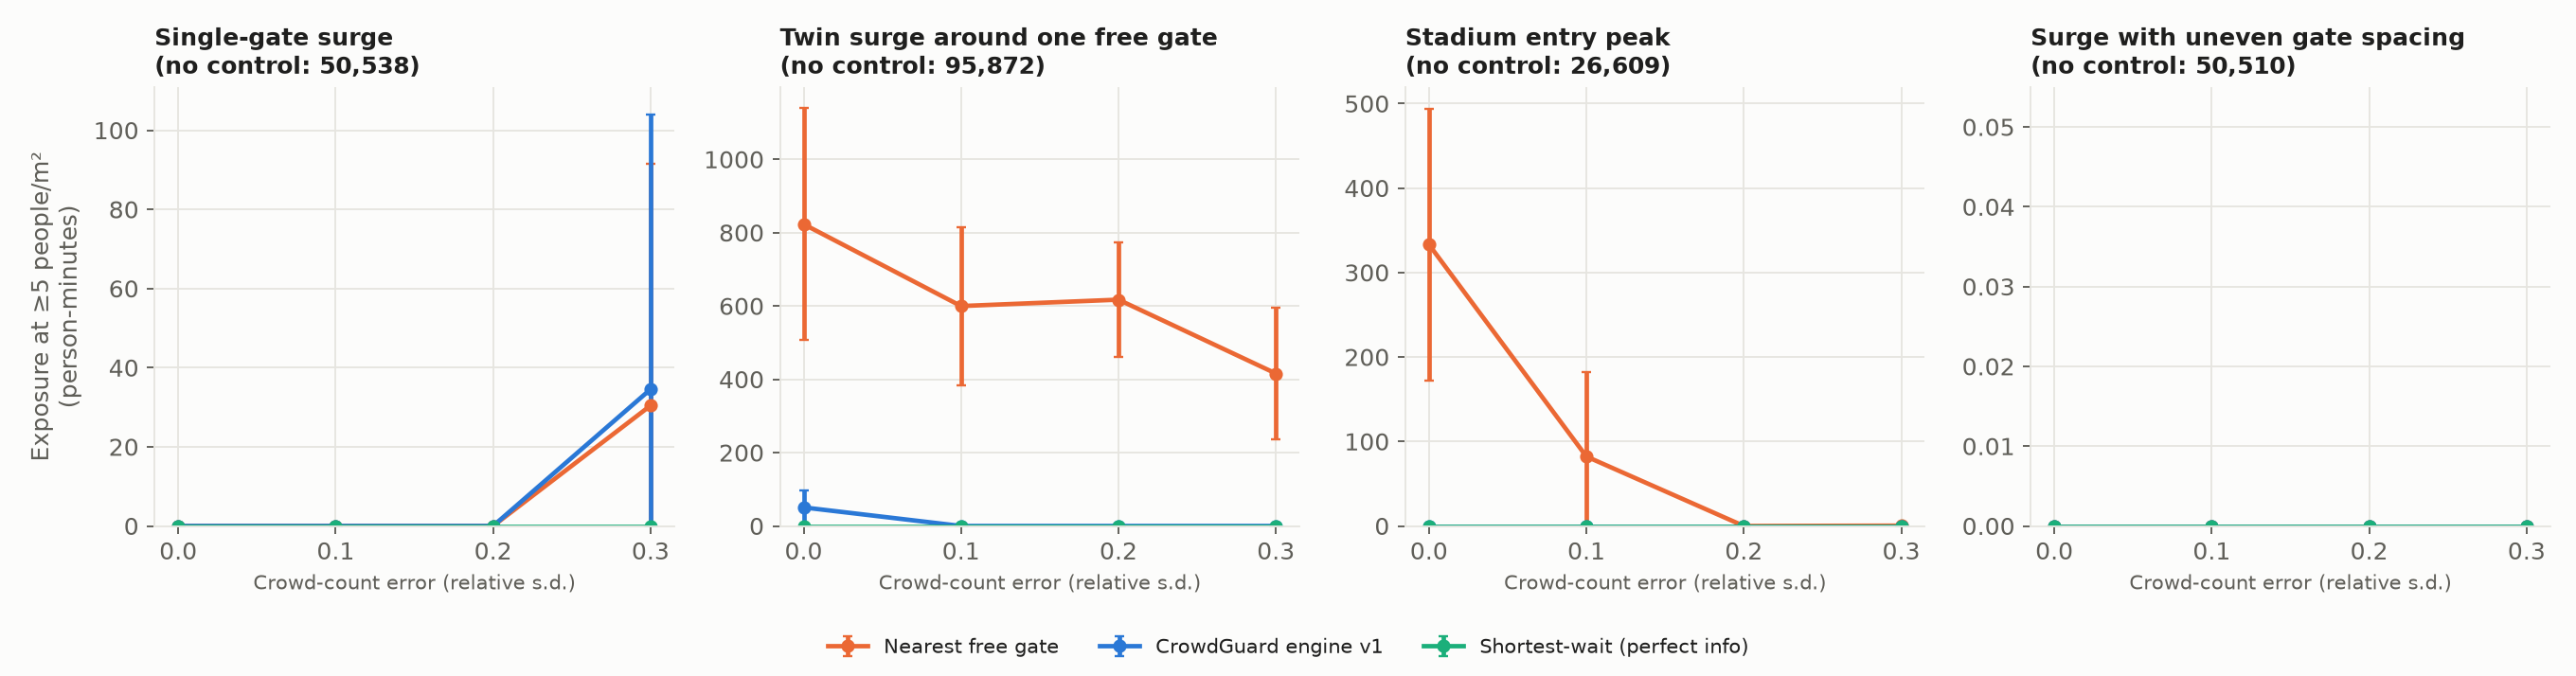 Single-gate surge
(no control: 50,538)
Twin surge around one free gate
(no control: 95,872)
Stadium entry peak
(no control: 26,609)
Surge with uneven gate spacing
(no control: 50,510)
Exposure at ≥5 people/m²
(person-minutes)
100
80
60
40
20
0
0.0 0.1 0.2 0.3
Crowd-count error (relative s.d.)
1000
800
600
400
200
0
0.0 0.1 0.2 0.3
Crowd-count error (relative s.d.)
500
400
300
200
100
0
0.0 0.1 0.2 0.3
Crowd-count error (relative s.d.)
0.05
0.04
0.03
0.02
0.01
0.00
0.0 0.1 0.2 0.3
Crowd-count error (relative s.d.)
Nearest free gate CrowdGuard engine v1 Shortest-wait (perfect info)